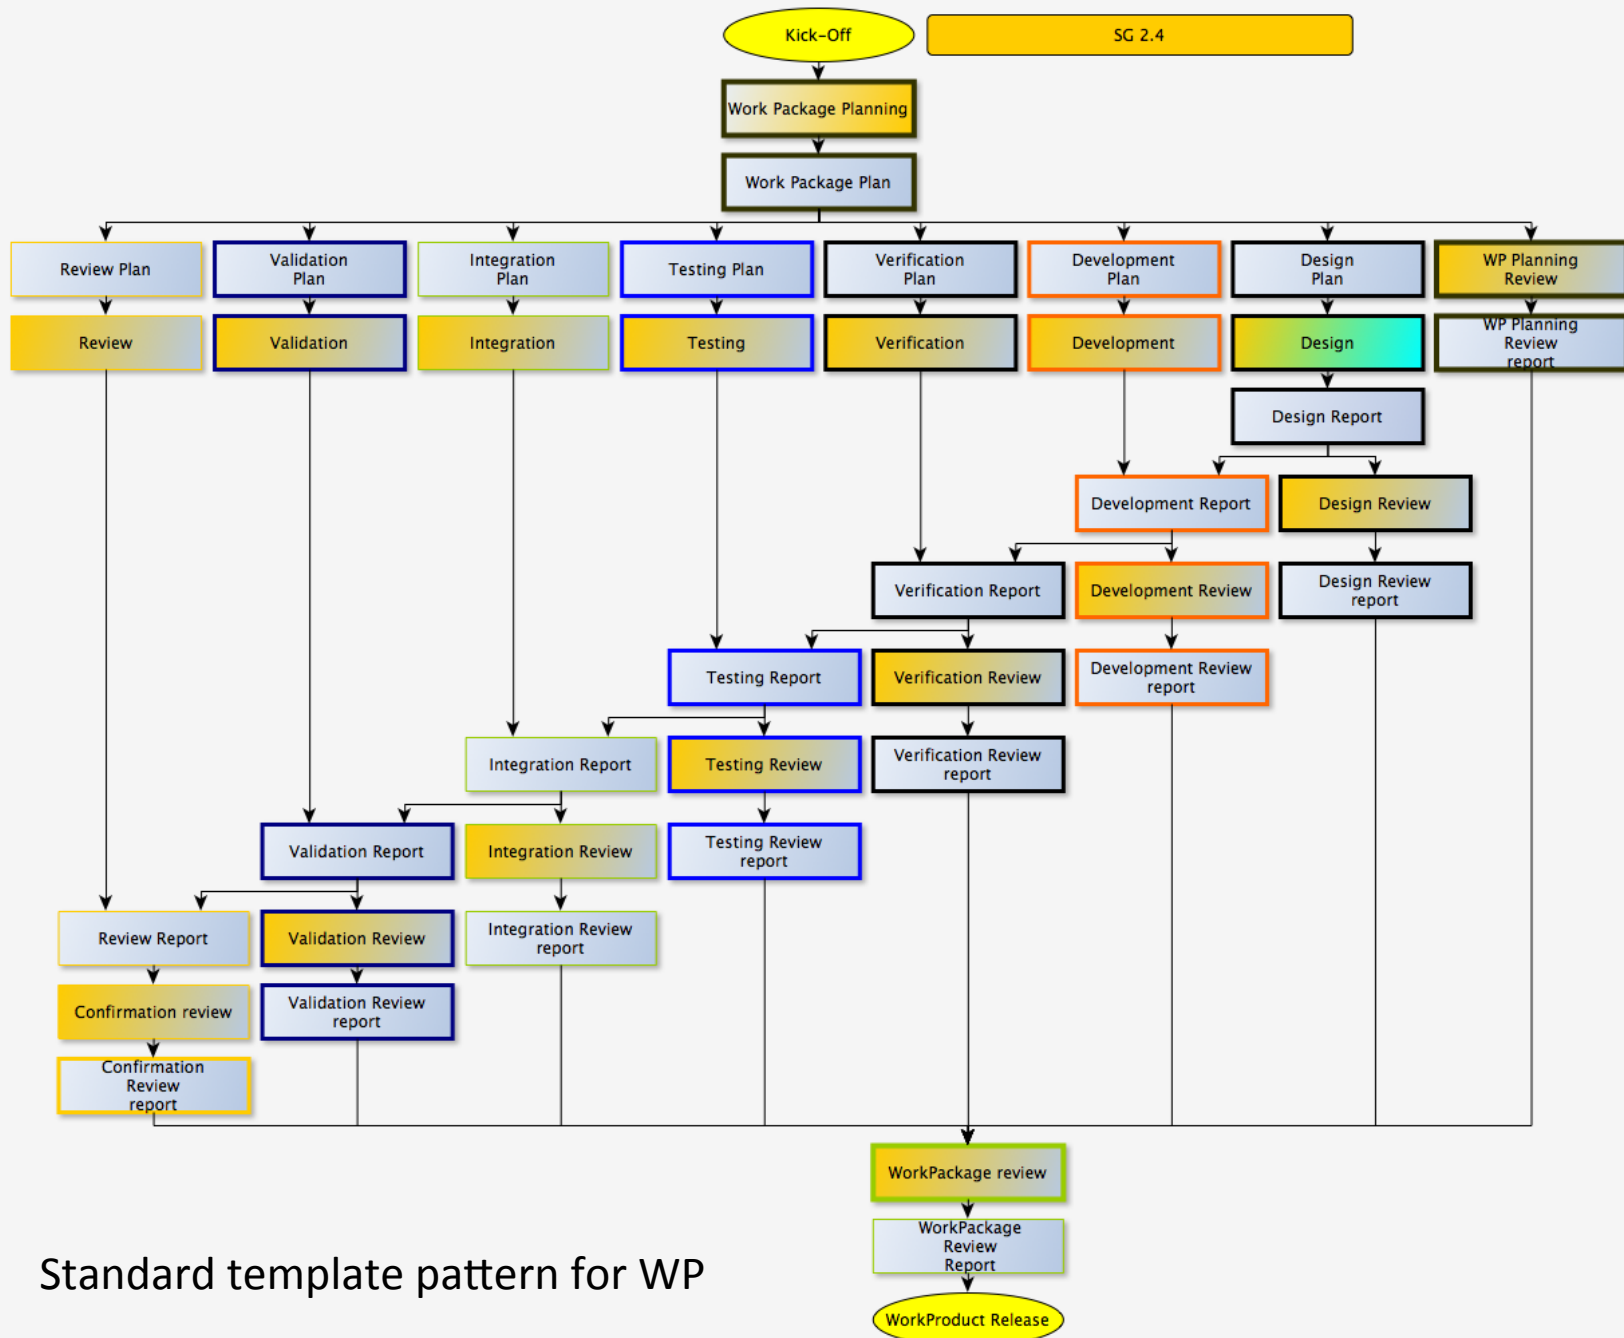 Kick-Off
SG 2.4
Work Package Planning
Work Package Plan
Review Plan
Validation
Plan
Integration
Plan
Testing Plan
Verification
Plan
Development
Plan
Design
Plan
WP Planning
Review
Review
Validation
Integration
Testing
Verification
Development
Design
WP Planning
Review
report
Design Report
Development Report
Design Review
Verification Report
Development Review
Design Review
report
Testing Report
Verification Review
Development Review
report
Integration Report
Testing Review
Verification Review
report
Validation Report
Integration Review
Testing Review
report
Review Report
Validation Review
Integration Review
report
Confirmation review
Validation Review
report
Confirmation
Review
report
WorkPackage review
WorkPackage
Review
Report
Standard template pattern for WP
WorkProduct Release